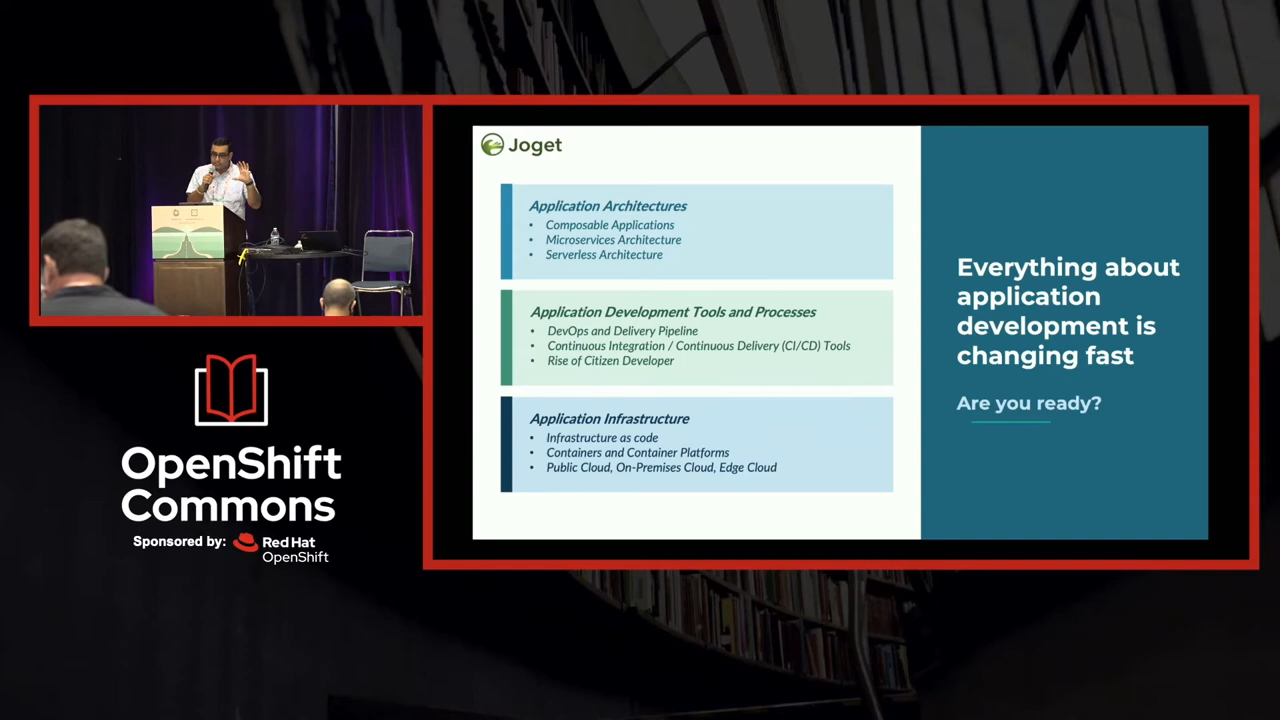 Joget
Application Architectures
• Composable Applications
• Microservices Architecture
• Serverless Architecture
Application Development Tools and Processes
• DevOps and Delivery Pipeline
• Continuous Integration / Continuous Delivery (CI/CD) Tools
• Rise of Citizen Developer
Application Infrastructure
• Infrastructure as code
• Containers and Container Platforms
• Public Cloud, On-Premises Cloud, Edge Cloud
Everything about
application
development is
changing fast
Are you ready?
OpenShift
Commons
Sponsored by:
Red Hat
OpenShift